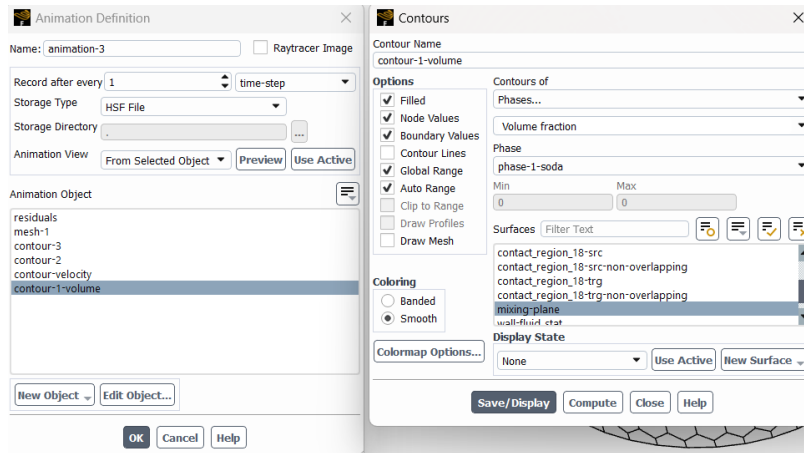 Animation Definition
Name: animation-3
Raytracer Image
Record after every 1 time-step
Storage Type HSF File
Storage Directory . ...
Animation View From Selected Object Preview Use Active
Animation Object
residuals
mesh-1
contour-3
contour-2
contour-velocity
contour-1-volume
New Object Edit Object...
OK Cancel Help
Contours
Contour Name
contour-1-volume
Options
Filled
Node Values
Boundary Values
Contour Lines
Global Range
Auto Range
Clip to Range
Draw Profiles
Draw Mesh
Coloring
Banded
Smooth
Colormap Options...
Contours of
Phases...
Volume fraction
Phase
phase-1-soda
Min Max
0 0
Surfaces Filter Text
contact_region_18-src
contact_region_18-src-non-overlapping
contact_region_18-trg
contact_region_18-trg-non-overlapping
mixing-plane
wall-fluid_stat
Display State
None Use Active New Surface
Save/Display Compute Close Help